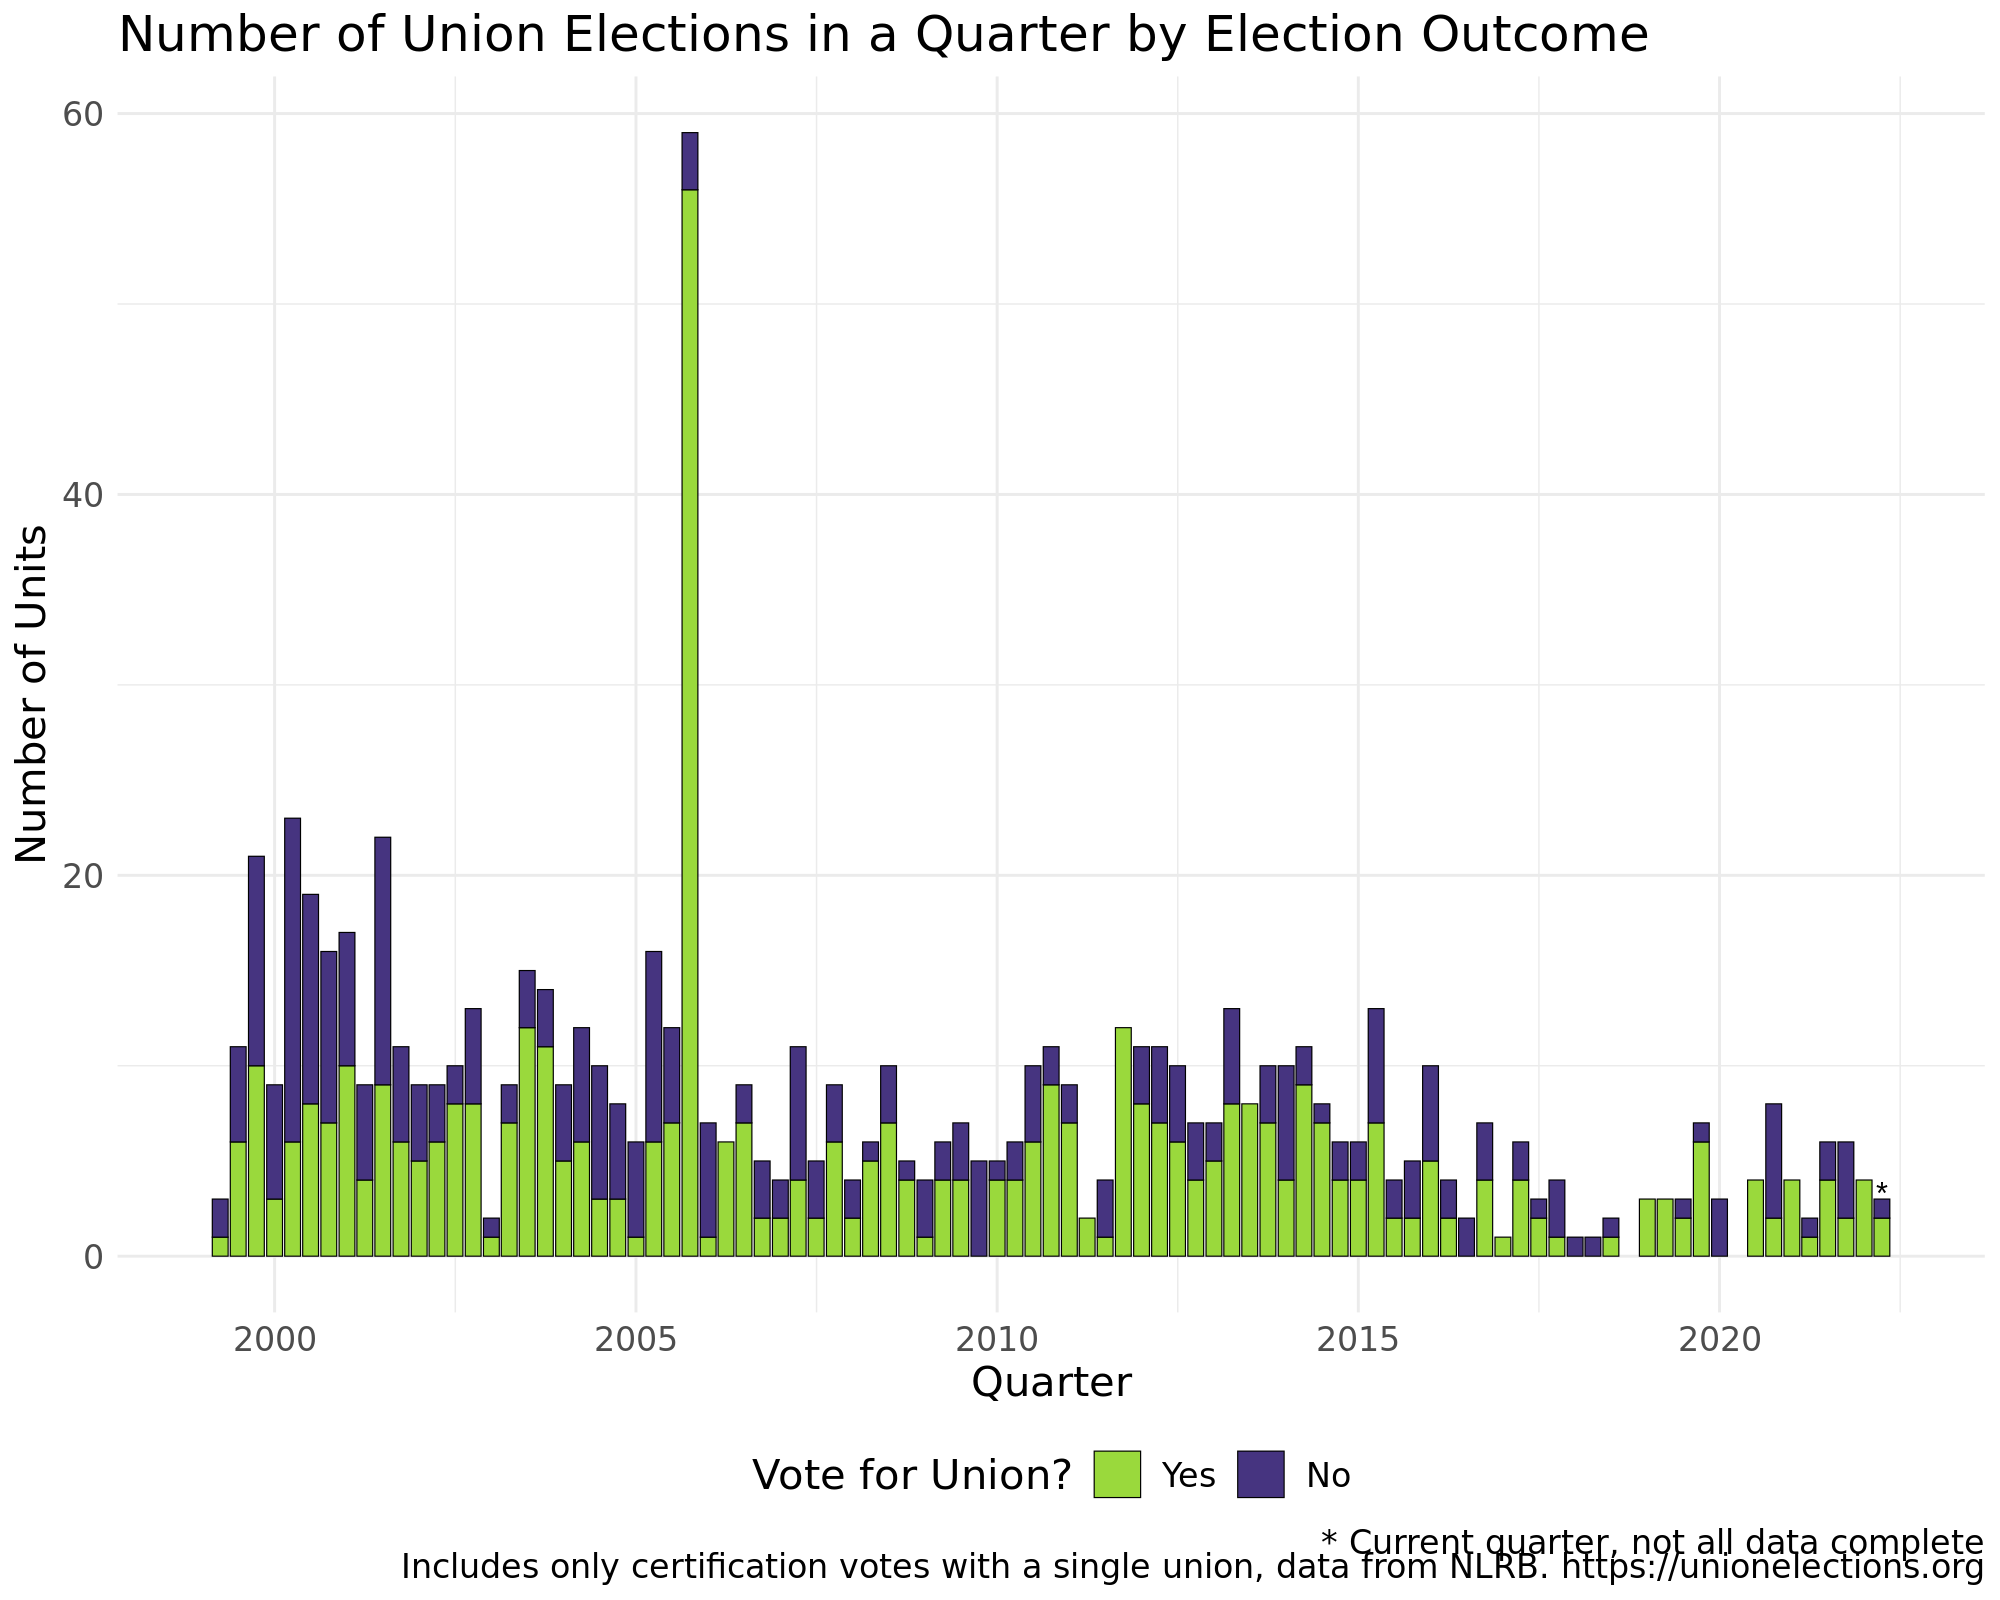 Number of Union Elections in a Quarter by Election Outcome
Number of Units
60
40
20
0
*
2000 2005 2010 2015 2020
Quarter
Vote for Union? Yes No
* Current quarter, not all data complete
Includes only certification votes with a single union, data from NLRB. https://unionelections.org